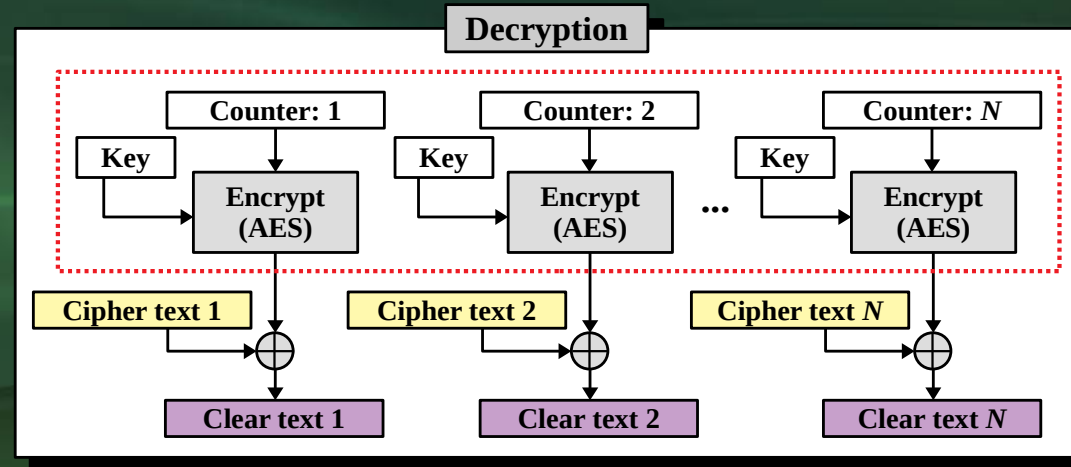 Decryption
Counter: 1
Counter: 2
Counter: N
Key
Key
Key
Encrypt
(AES)
Encrypt
(AES)
...
Encrypt
(AES)
Cipher text 1
Cipher text 2
Cipher text N
Clear text 1
Clear text 2
Clear text N